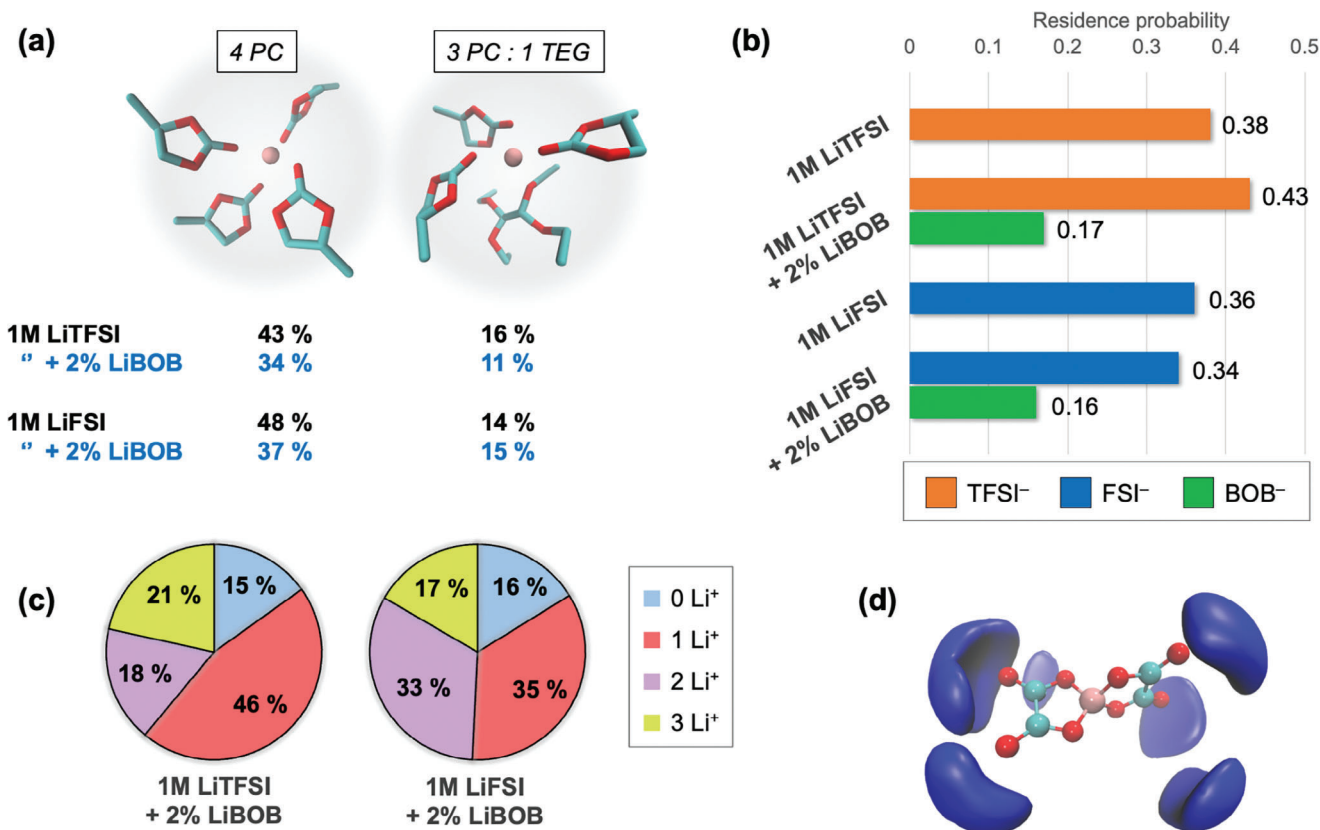 (a)
4 PC
3 PC : 1 TEG
1M LiTFSI 43 % 16 %
“ + 2% LiBOB 34 % 11 %
1M LiFSI 48 % 14 %
“ + 2% LiBOB 37 % 15 %
(b)
Residence probability
0 0.1 0.2 0.3 0.4 0.5
1M LiTFSI
0.38
1M LiTFSI
+ 2% LiBOB
0.43
0.17
1M LiFSI
0.36
1M LiFSI
+ 2% LiBOB
0.34
0.16
TFSI⁻ FSI⁻ BOB⁻
(c)
15 %
46 %
18 %
21 %
1M LiTFSI
+ 2% LiBOB
16 %
35 %
33 %
17 %
1M LiFSI
+ 2% LiBOB
0 Li⁺
1 Li⁺
2 Li⁺
3 Li⁺
(d)